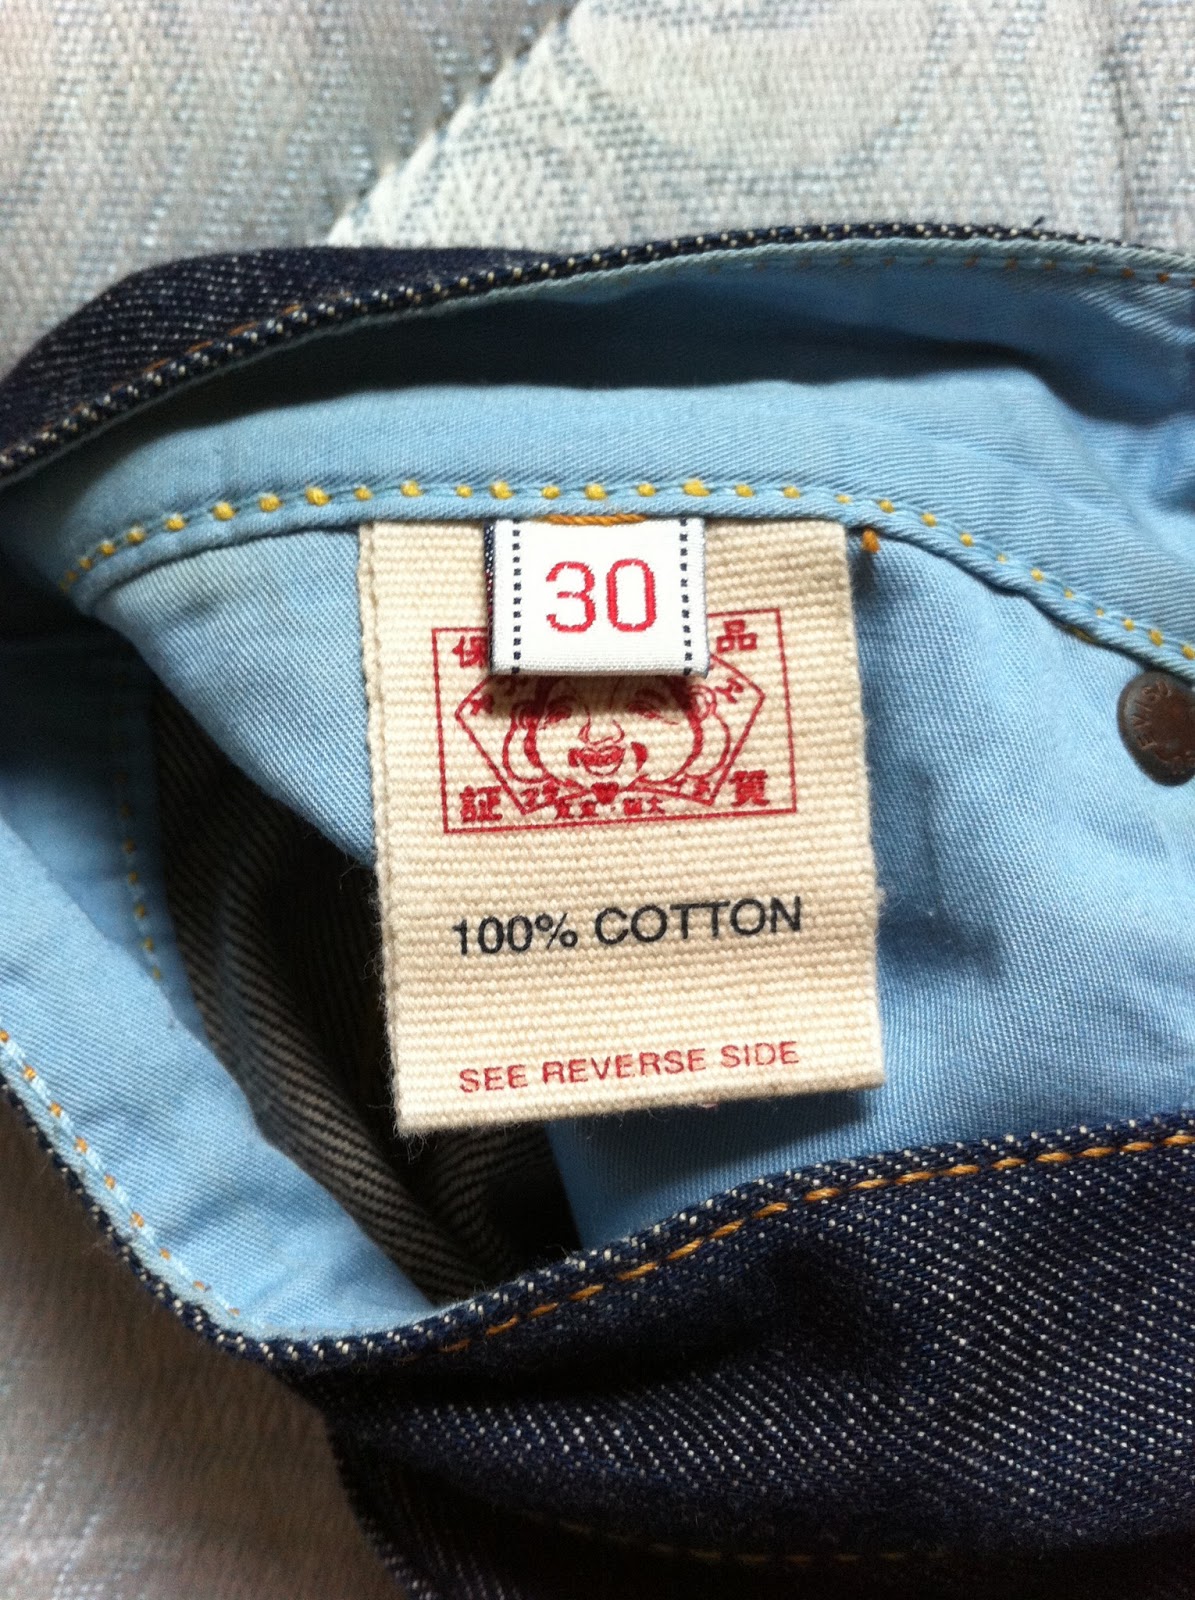 30
保 品
証 質
100% COTTON
SEE REVERSE SIDE